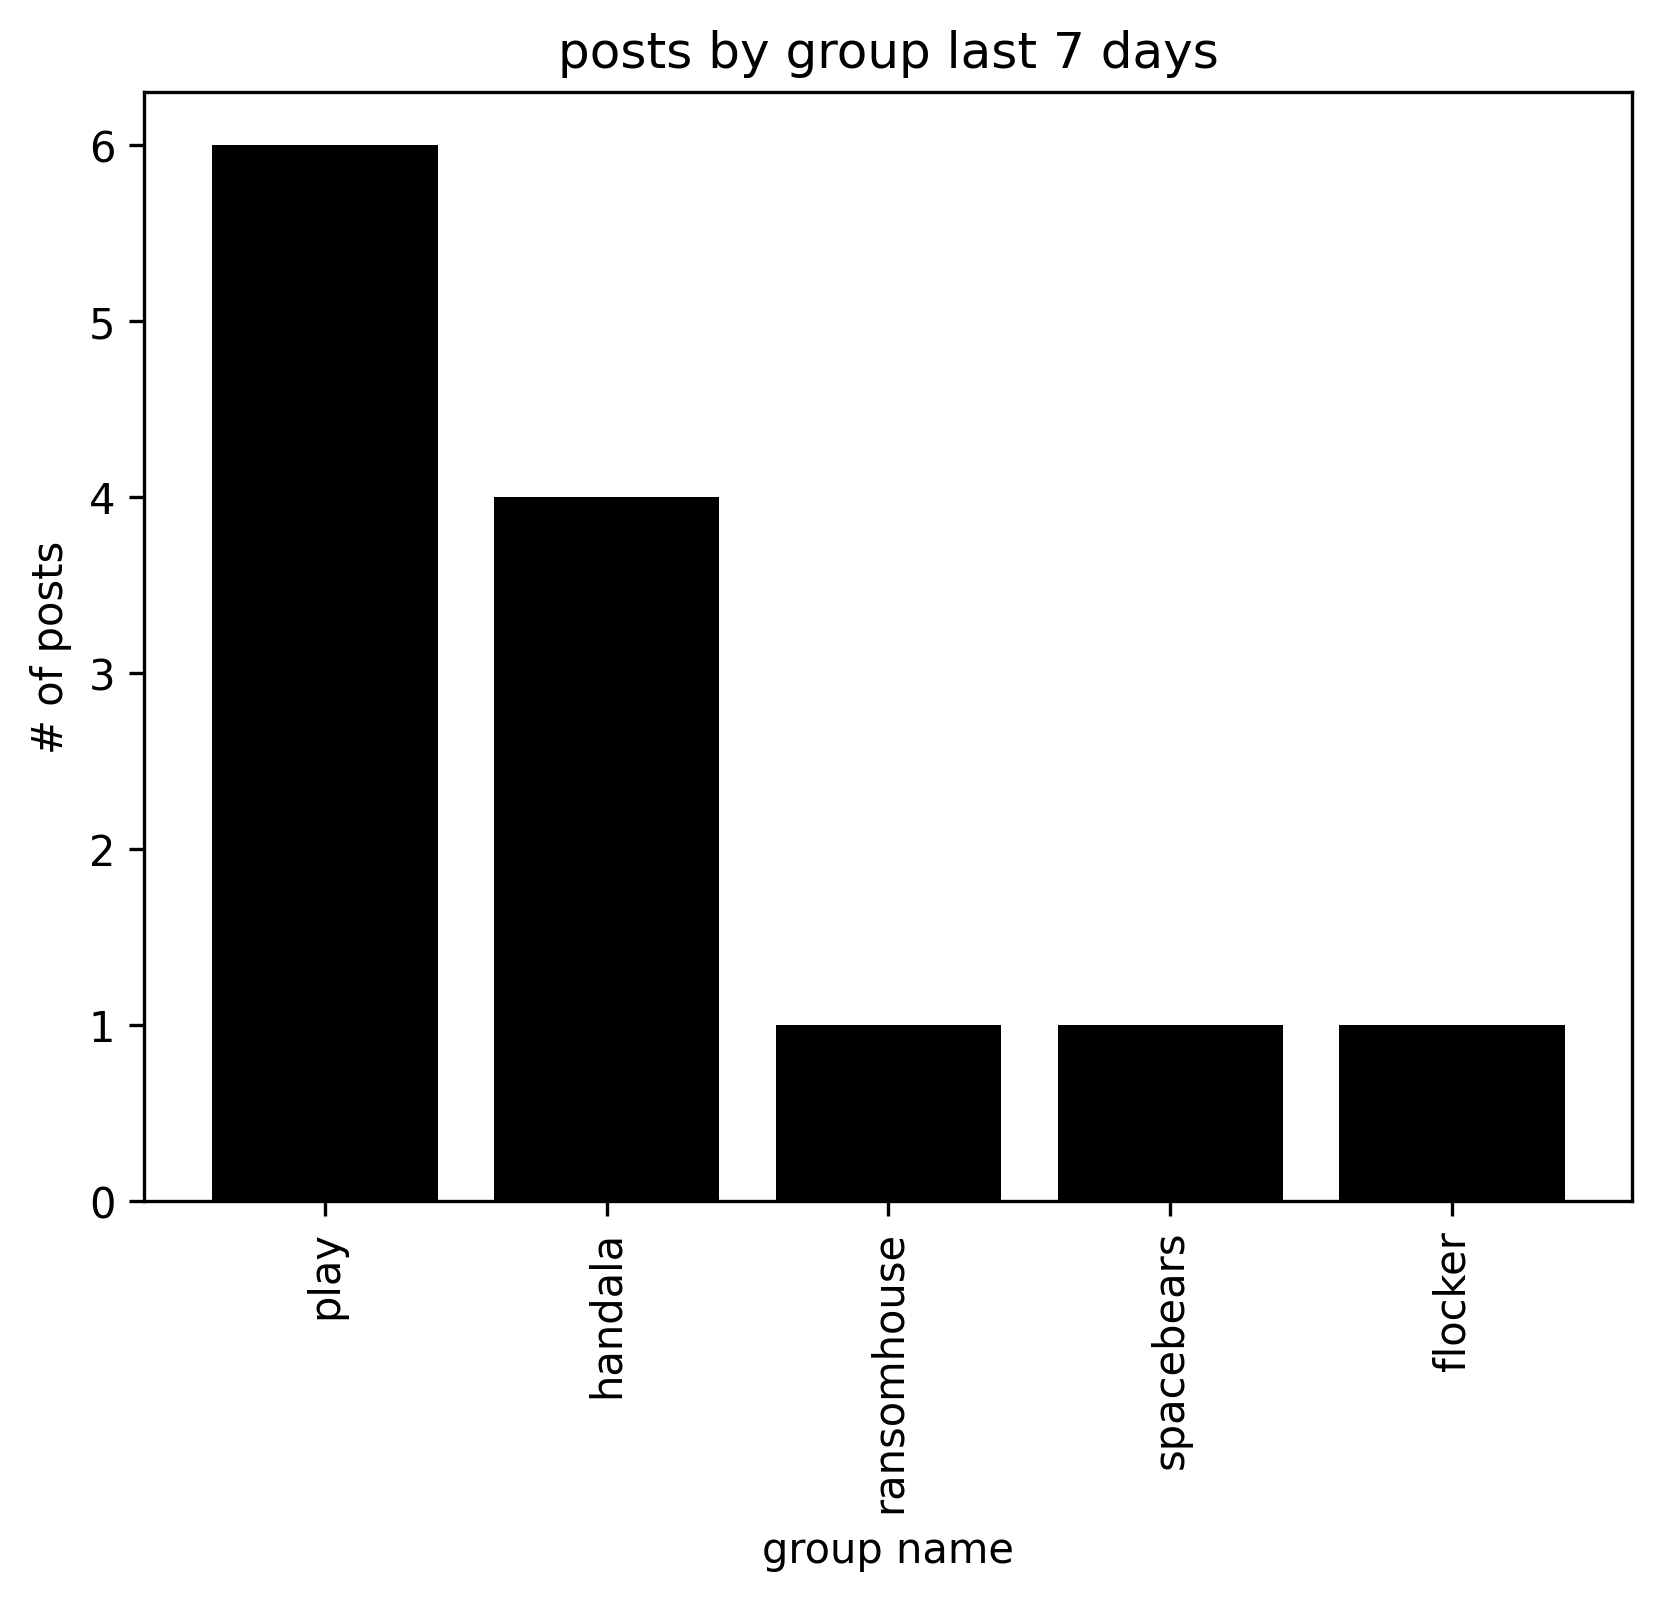 posts by group last 7 days
6
5
4
3
2
1
0
# of posts
play
handala
ransomhouse
spacebears
flocker
group name